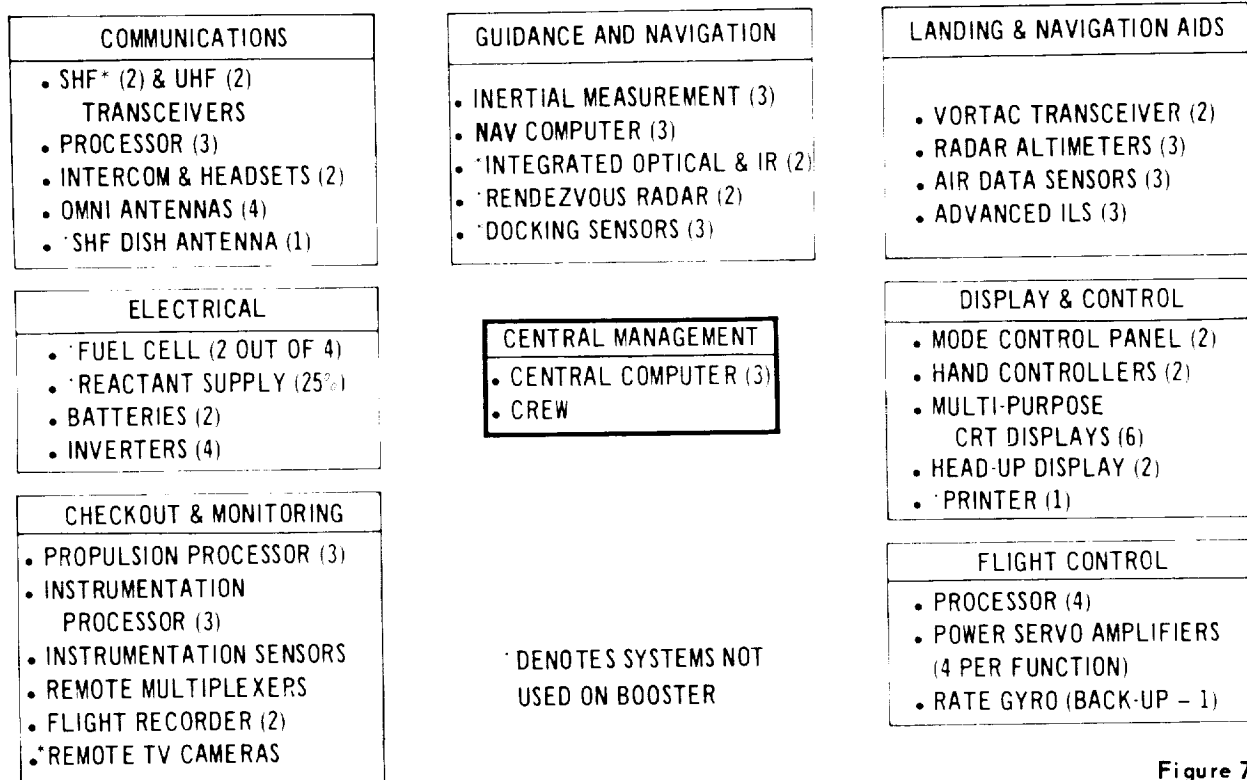 COMMUNICATIONS
• SHF* (2) & UHF (2)
TRANSCEIVERS
• PROCESSOR (3)
• INTERCOM & HEADSETS (2)
• OMNI ANTENNAS (4)
• *SHF DISH ANTENNA (1)
GUIDANCE AND NAVIGATION
• INERTIAL MEASUREMENT (3)
• NAV COMPUTER (3)
• *INTEGRATED OPTICAL & IR (2)
• *RENDEZVOUS RADAR (2)
• *DOCKING SENSORS (3)
LANDING & NAVIGATION AIDS
• VORTAC TRANSCEIVER (2)
• RADAR ALTIMETERS (3)
• AIR DATA SENSORS (3)
• ADVANCED ILS (3)
ELECTRICAL
• *FUEL CELL (2 OUT OF 4)
• *REACTANT SUPPLY (25%)
• BATTERIES (2)
• INVERTERS (4)
CENTRAL MANAGEMENT
• CENTRAL COMPUTER (3)
• CREW
DISPLAY & CONTROL
• MODE CONTROL PANEL (2)
• HAND CONTROLLERS (2)
• MULTI-PURPOSE
CRT DISPLAYS (6)
• HEAD-UP DISPLAY (2)
• *PRINTER (1)
CHECKOUT & MONITORING
• PROPULSION PROCESSOR (3)
• INSTRUMENTATION
PROCESSOR (3)
• INSTRUMENTATION SENSORS
• REMOTE MULTIPLEXERS
• FLIGHT RECORDER (2)
• *REMOTE TV CAMERAS
*DENOTES SYSTEMS NOT
USED ON BOOSTER
FLIGHT CONTROL
• PROCESSOR (4)
• POWER SERVO AMPLIFIERS
(4 PER FUNCTION)
• RATE GYRO (BACK-UP – 1)
Figure 7